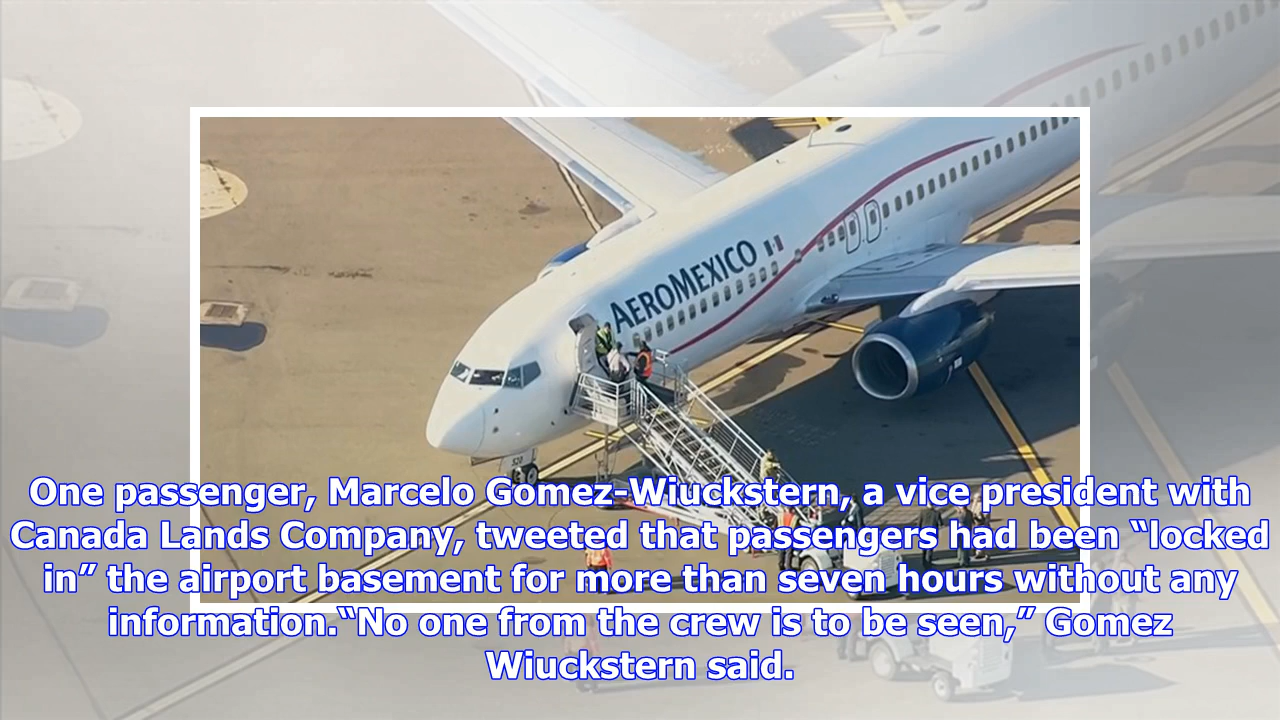 AEROMEXICO
520
One passenger, Marcelo Gomez-Wiuckstern, a vice president with
Canada Lands Company, tweeted that passengers had been “locked
in” the airport basement for more than seven hours without any
information.“No one from the crew is to be seen,” Gomez
Wiuckstern said.